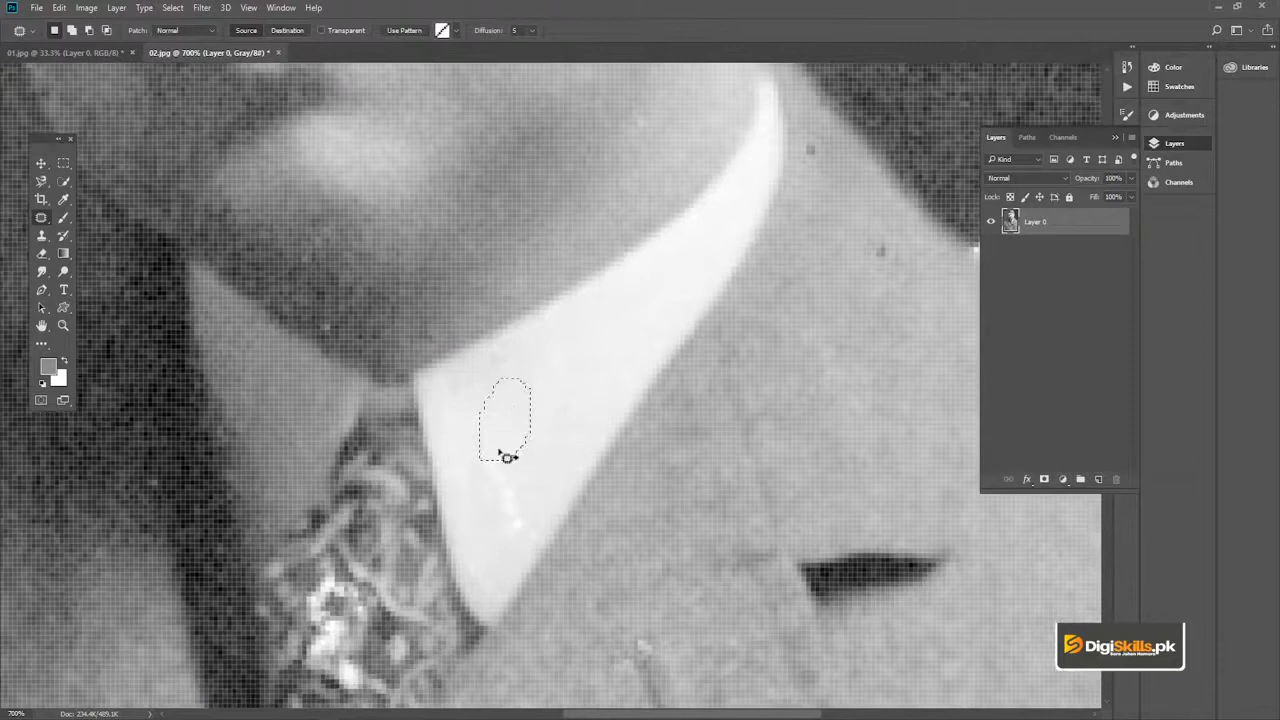 Ps File Edit Image Layer Type Select Filter 3D View Window Help
Patch: Normal Source Destination Transparent Use Pattern Diffusion: 5
01.jpg @ 33.3% (Layer 0, RGB/8) * × 02.jpg @ 700% (Layer 0, Gray/8#) * ×
Color
Swatches
Adjustments
Layers
Paths
Channels
Libraries
Layers Paths Channels
Kind
Normal Opacity: 100%
Lock: Fill: 100%
Layer 0
fx
DigiSkills.pk
700% Doc: 234.4K/489.1K